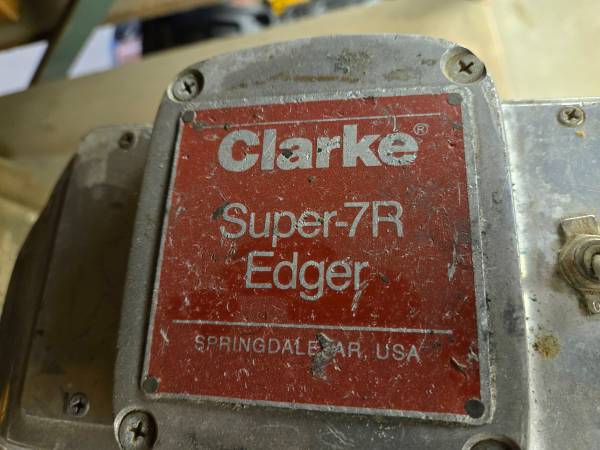 Clarke®
Super-7R
Edger
SPRINGDALE, AR, USA